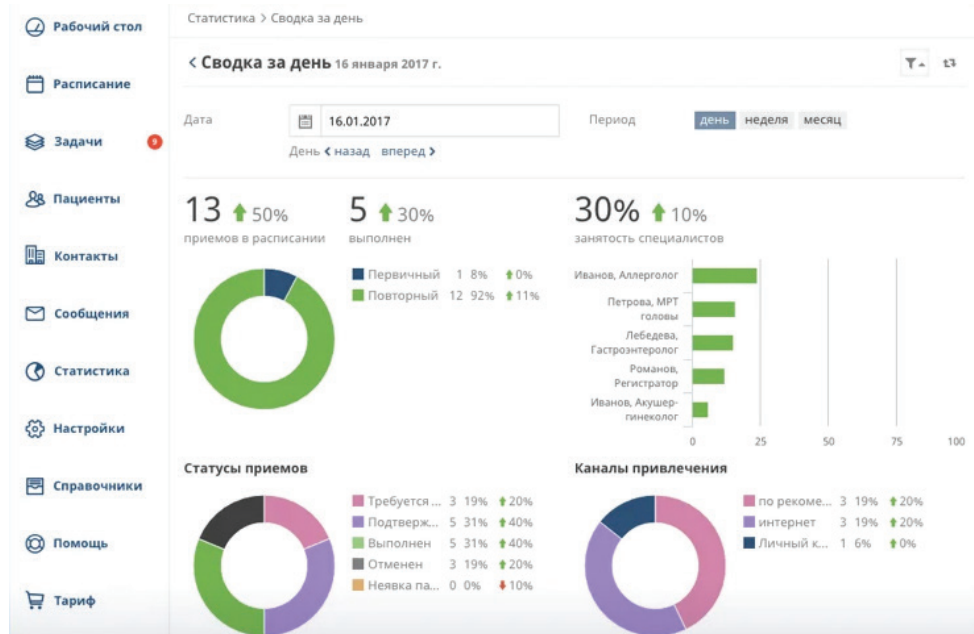 Статистика > Сводка за день
Рабочий стол
Расписание
Задачи 9
Пациенты
Контакты
Сообщения
Статистика
Настройки
Справочники
Помощь
Тариф
< Сводка за день 16 января 2017 г.
Дата 16.01.2017 Период день неделя месяц
День < назад вперед >
13 50% 5 30% 30% 10%
приемов в расписании выполнен занятость специалистов
Первичный 1 8% 0%
Повторный 12 92% 11%
Иванов, Аллерголог
Петрова, МРТ
головы
Лебедева,
Гастроэнтеролог
Романов,
Регистратор
Иванов, Акушер-
гинеколог
0 25 50 75 100
Статусы приемов
Требуется ... 3 19% 20%
Подтверж... 5 31% 40%
Выполнен 5 31% 40%
Отменен 3 19% 20%
Неявка па... 0 0% 10%
Каналы привлечения
по рекоме... 3 19% 20%
интернет 3 19% 20%
Личный к... 1 6% 0%